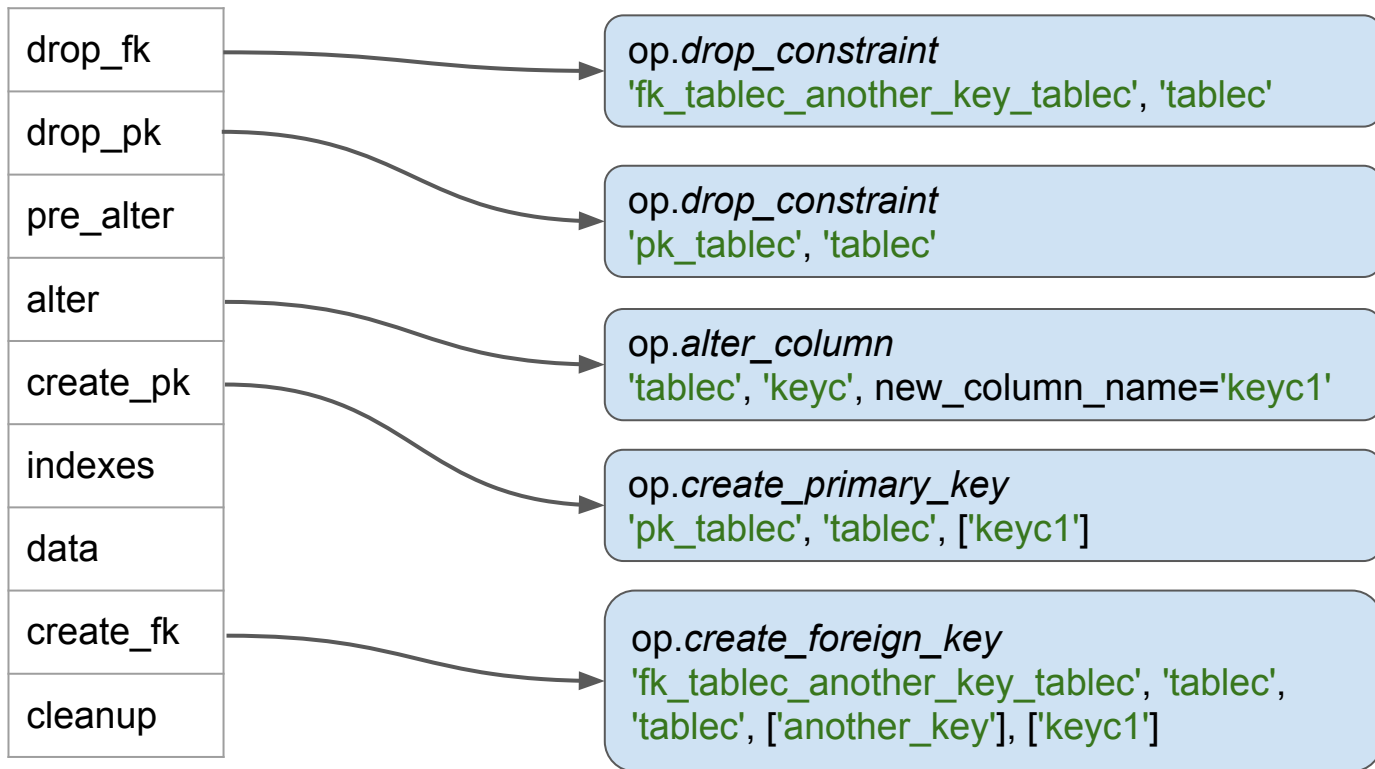 drop_fk
drop_pk
pre_alter
alter
create_pk
indexes
data
create_fk
cleanup
op.drop_constraint
'fk_tablec_another_key_tablec', 'tablec'
op.drop_constraint
'pk_tablec', 'tablec'
op.alter_column
'tablec', 'keyc', new_column_name='keyc1'
op.create_primary_key
'pk_tablec', 'tablec', ['keyc1']
op.create_foreign_key
'fk_tablec_another_key_tablec', 'tablec',
'tablec', ['another_key'], ['keyc1']